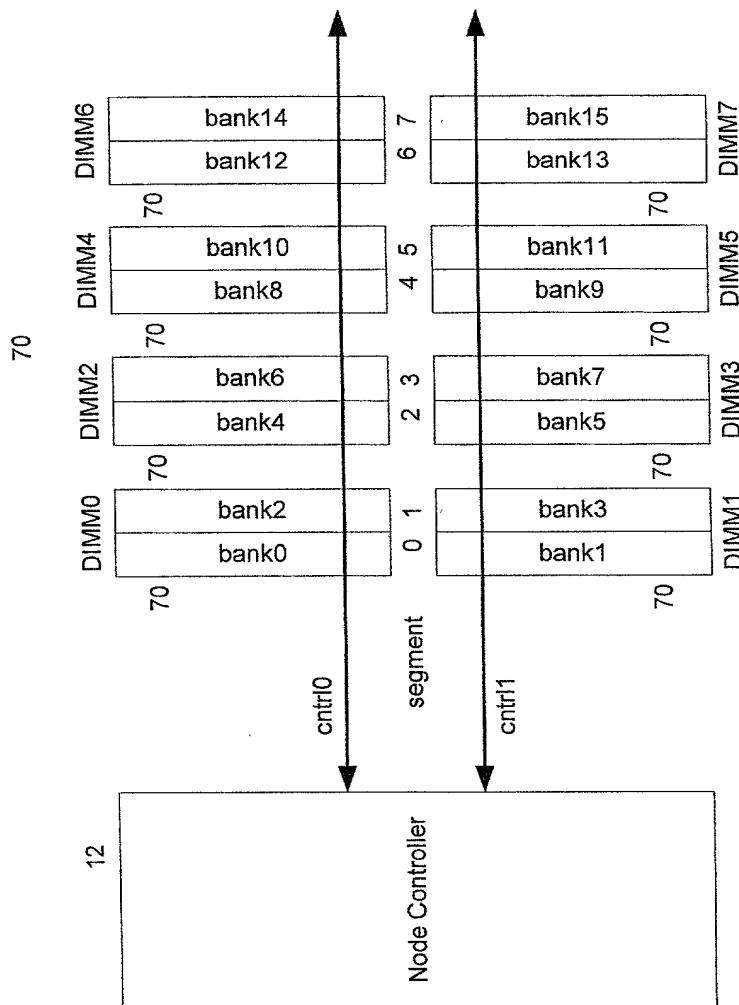 70
DIMM6
bank14
bank12
70
7
6
bank15
bank13
70
DIMM7
DIMM4
bank10
bank8
70
5
4
bank11
bank9
70
DIMM5
DIMM2
bank6
bank4
70
3
2
bank7
bank5
70
DIMM3
DIMM0
bank2
bank0
70
1
0
bank3
bank1
70
DIMM1
cntrl0
segment
cntrl1
12
Node Controller